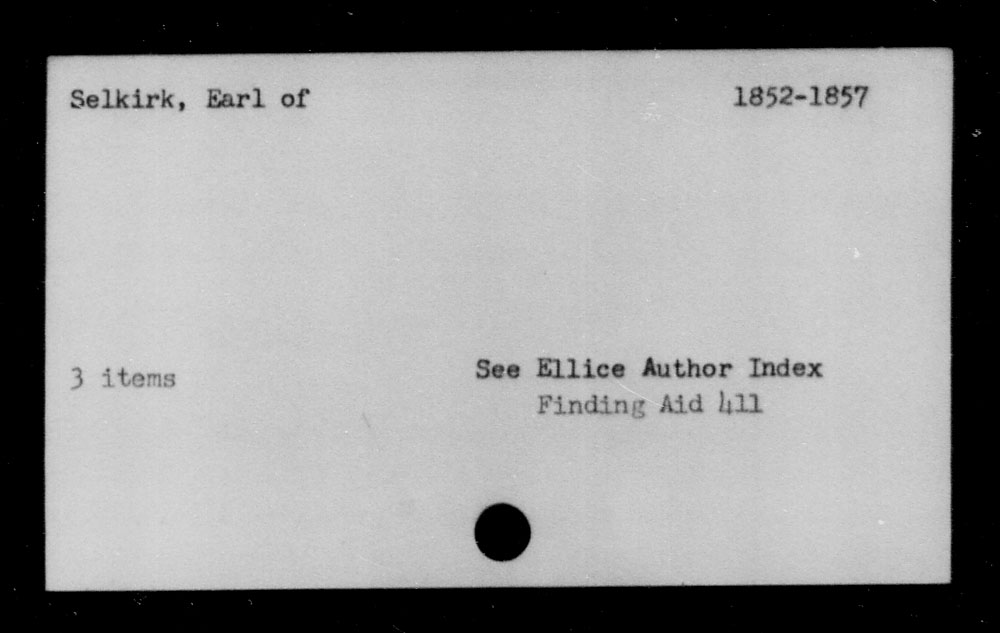 Selkirk, Earl of 1852-1857
3 items
See Ellice Author Index
Finding Aid 411